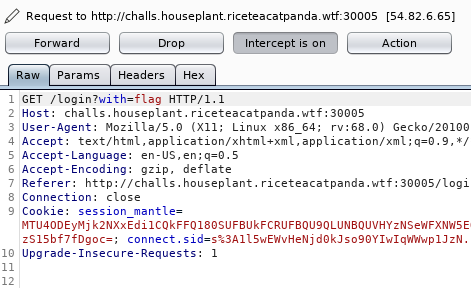 Request to http://challs.houseplant.riceteacatpanda.wtf:30005 [54.82.6.65]
Forward Drop Intercept is on Action
Raw Params Headers Hex
1 GET /login?with=flag HTTP/1.1
2 Host: challs.houseplant.riceteacatpanda.wtf:30005
3 User-Agent: Mozilla/5.0 (X11; Linux x86_64; rv:68.0) Gecko/20100
4 Accept: text/html,application/xhtml+xml,application/xml;q=0.9,*/
5 Accept-Language: en-US,en;q=0.5
6 Accept-Encoding: gzip, deflate
7 Referer: http://challs.houseplant.riceteacatpanda.wtf:30005/logi
8 Connection: close
9 Cookie: session_mantle=
MTU4ODEyMjk2NXxEdi1CQkFFQ180SUFBUkFCRUFBQU9QLUNBQUVHYzNSeWFXNW5E
zS15bf7fDgoc=; connect.sid=s%3A1l5wEWvHeNjd0kJso90YIwIqWWwp1JzN.
10 Upgrade-Insecure-Requests: 1
11
12